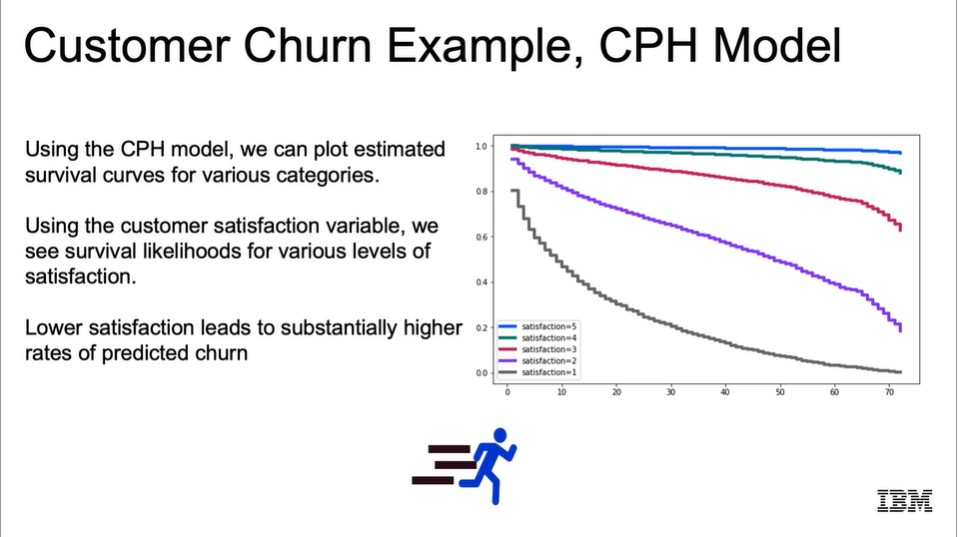 Customer Churn Example, CPH Model
Using the CPH model, we can plot estimated
survival curves for various categories.
Using the customer satisfaction variable, we
see survival likelihoods for various levels of
satisfaction.
Lower satisfaction leads to substantially higher
rates of predicted churn
1.0
0.8
0.6
0.4
0.2
0.0
satisfaction=5
satisfaction=4
satisfaction=3
satisfaction=2
satisfaction=1
0 10 20 30 40 50 60 70
IBM